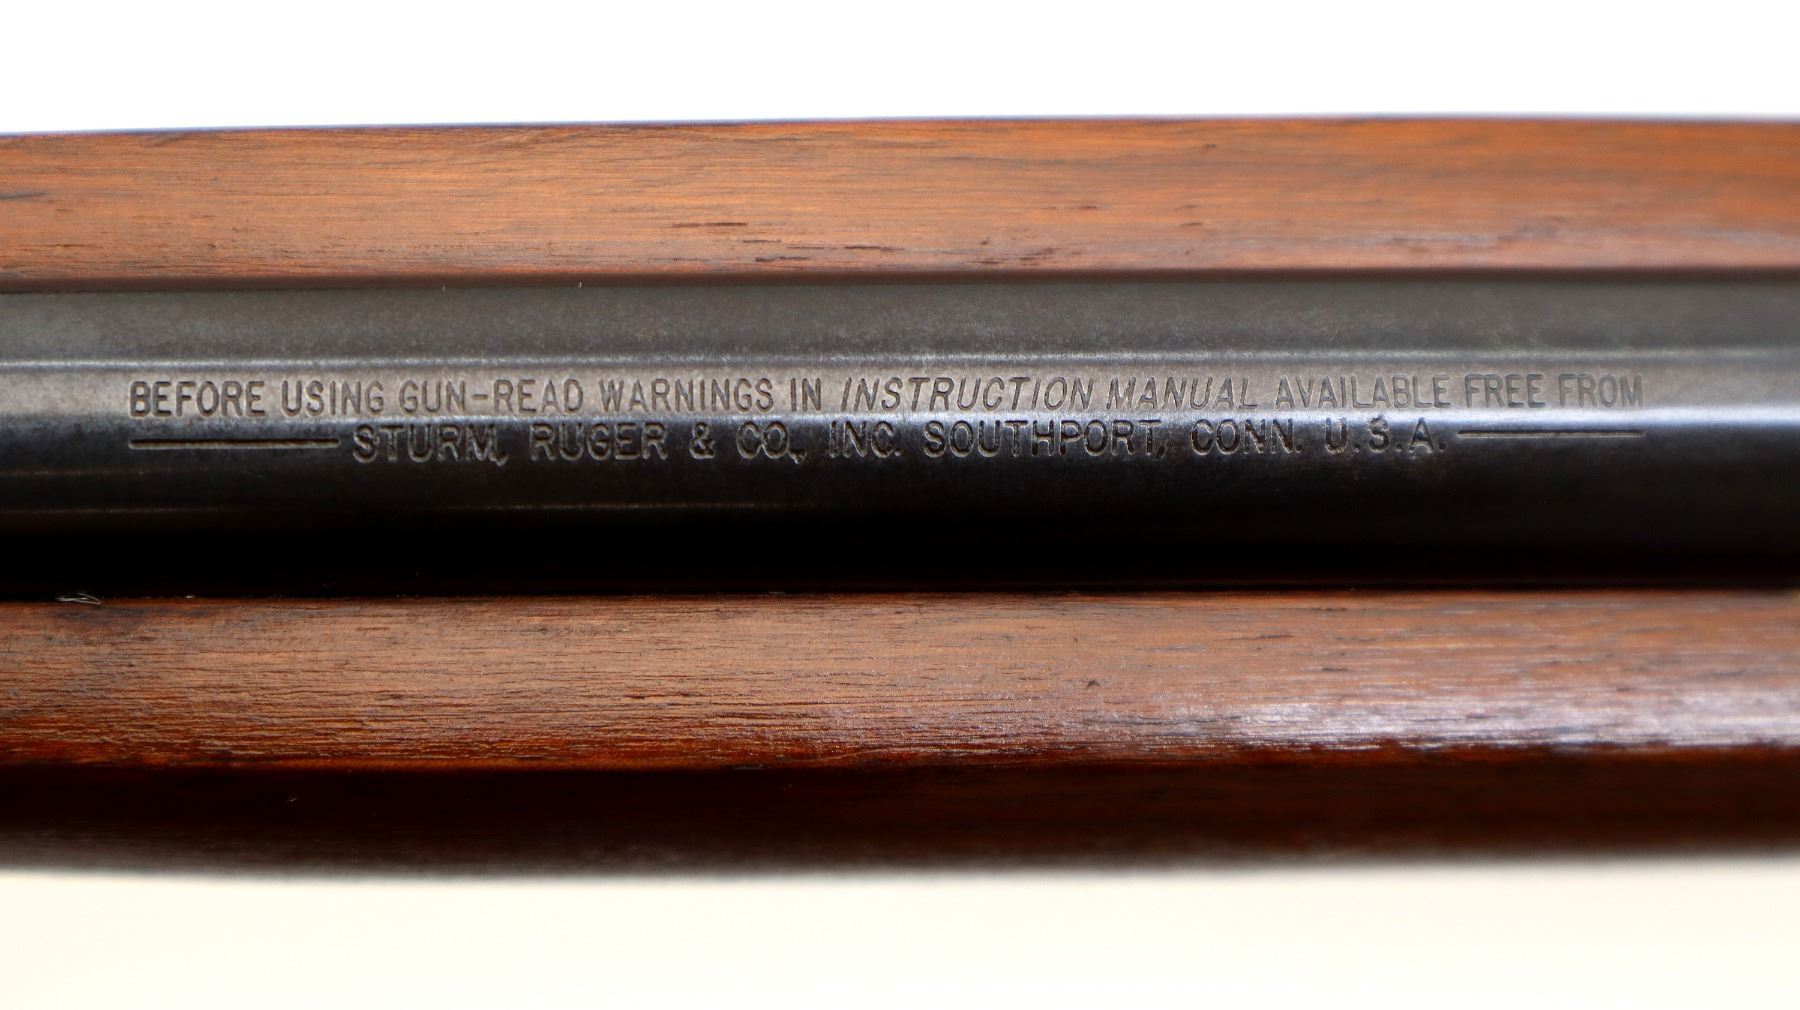 BEFORE USING GUN-READ WARNINGS IN INSTRUCTION MANUAL AVAILABLE FREE FROM
STURM, RUGER & CO., INC. SOUTHPORT, CONN. U.S.A.